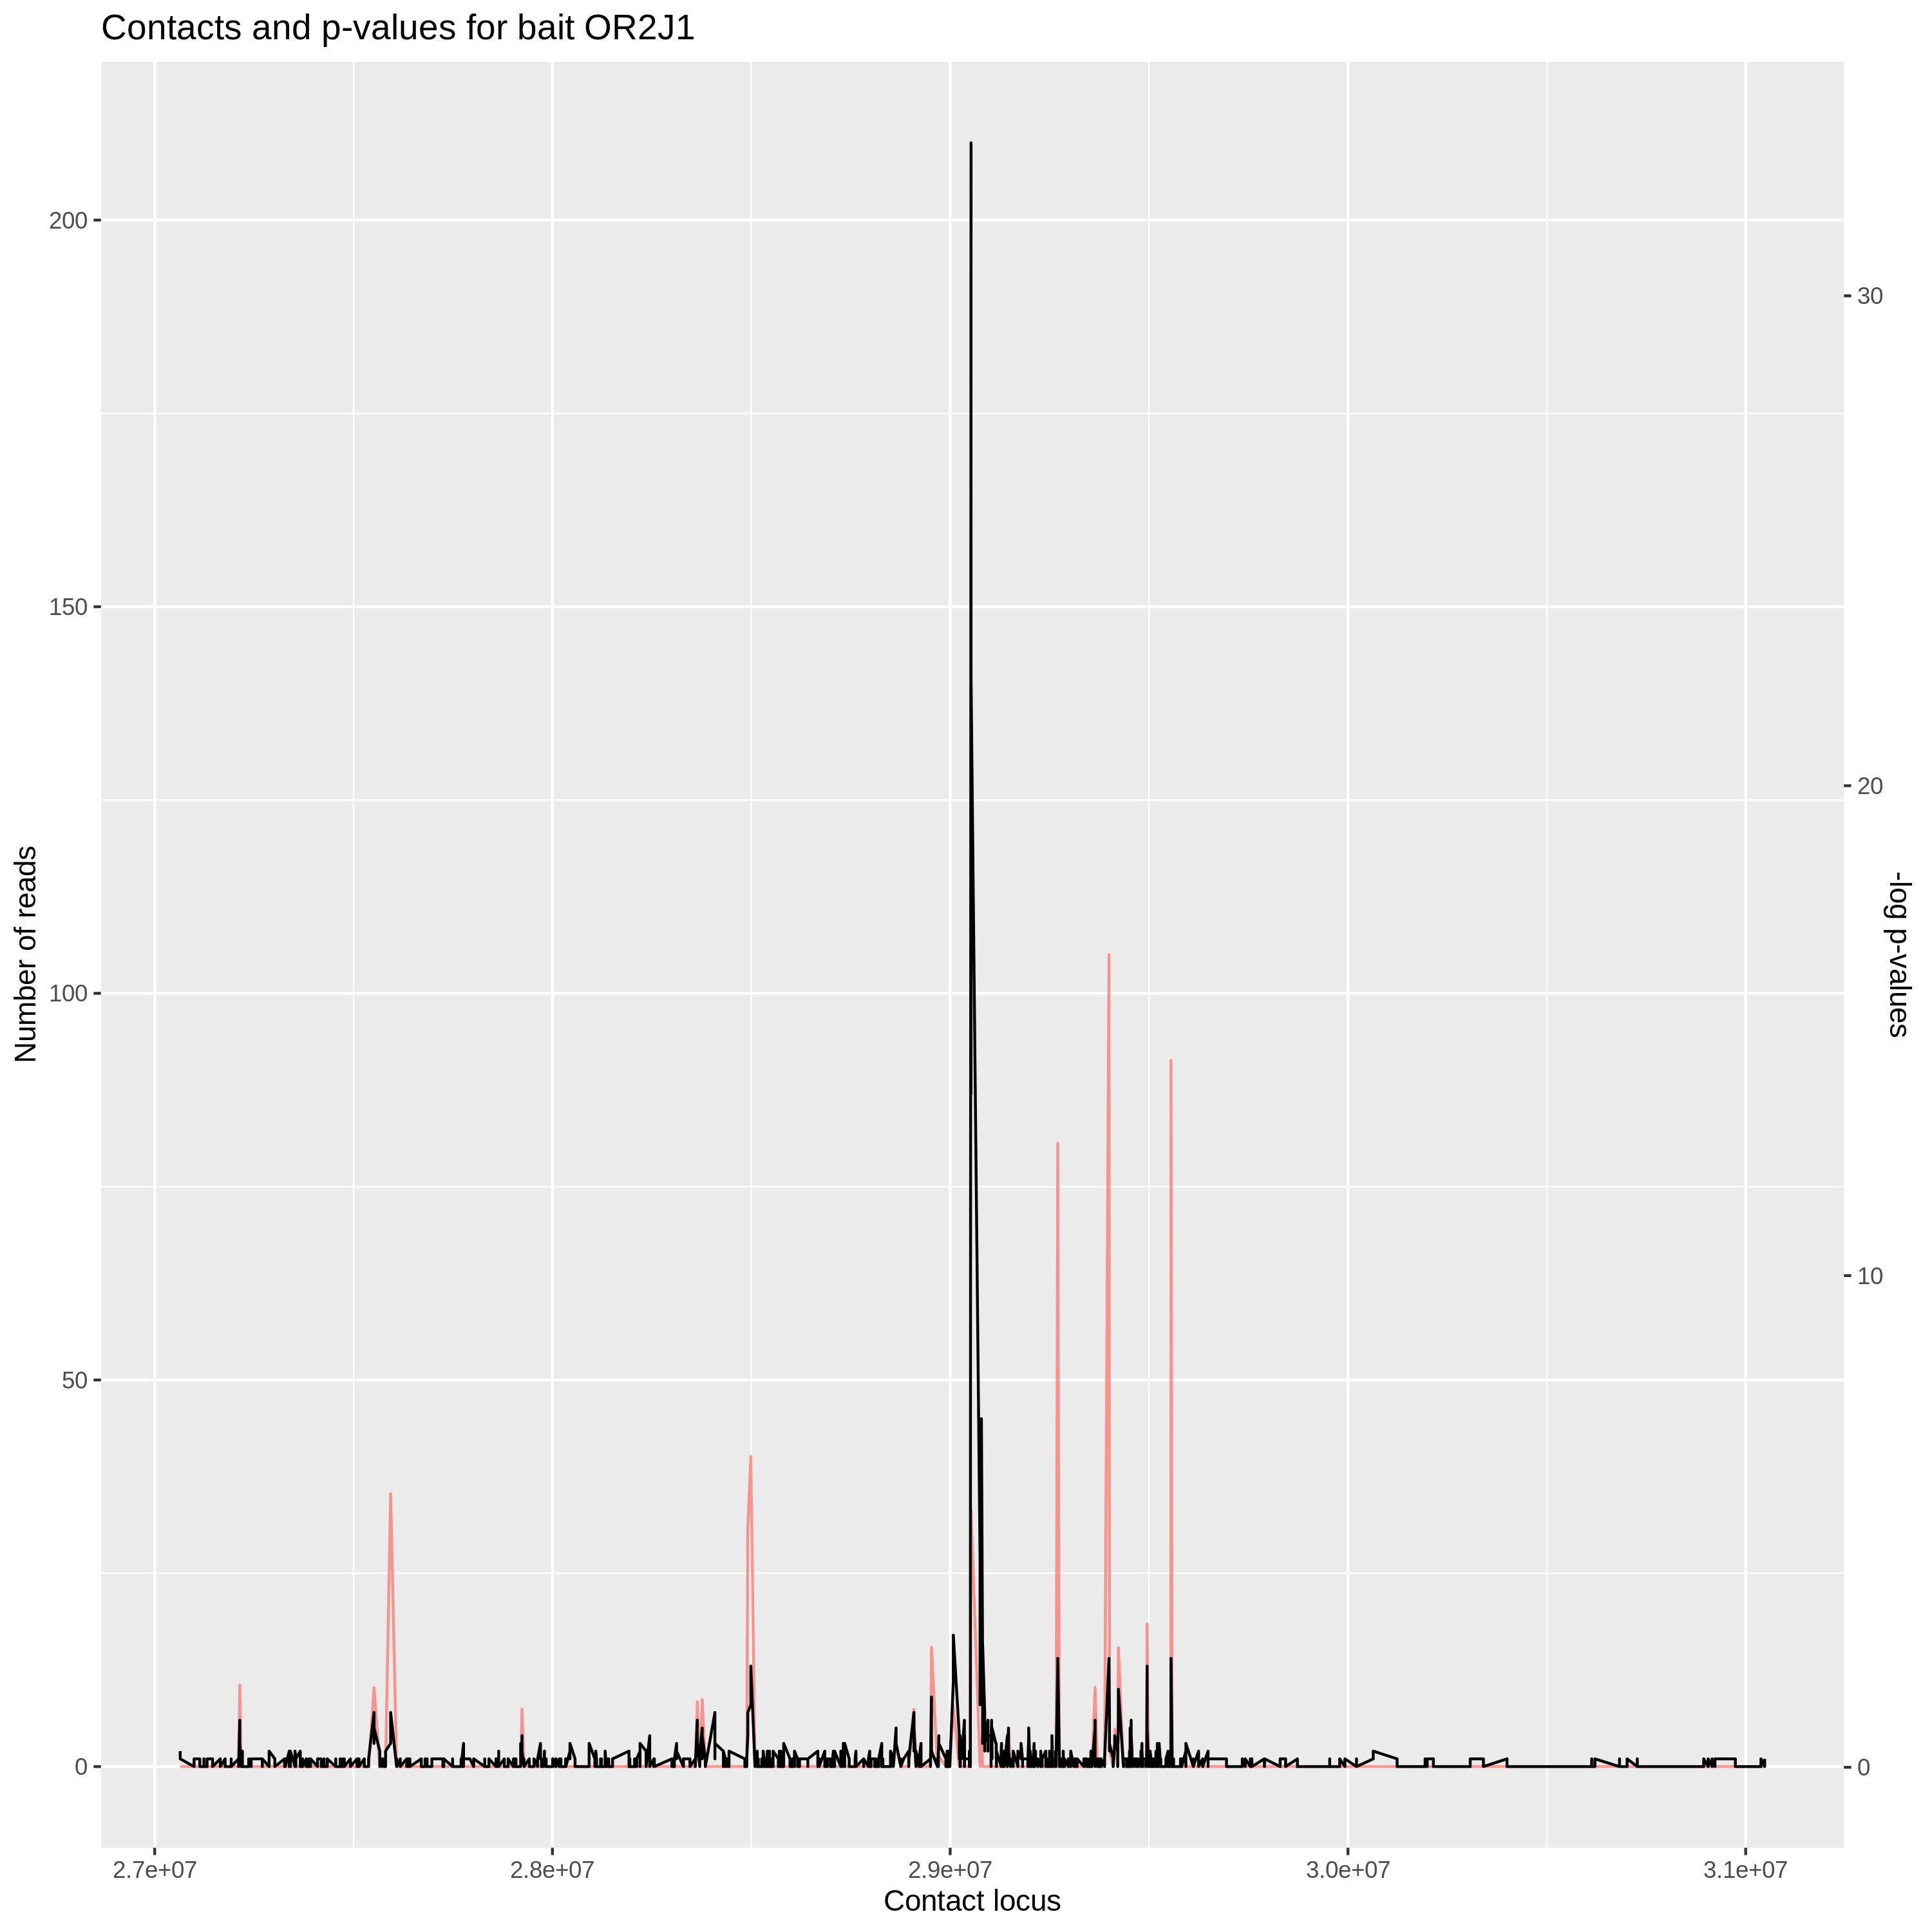 Contacts and p-values for bait OR2J1
200
150
100
50
0
Number of reads
30
20
10
0
-log p-values
2.7e+07
2.8e+07
2.9e+07
3.0e+07
3.1e+07
Contact locus